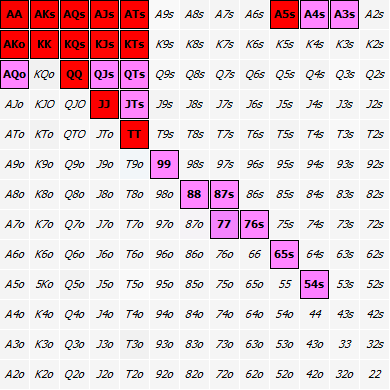 AA AKs AQs AJs ATs A9s A8s A7s A6s A5s A4s A3s A2s
AKo KK KQs KJs KTs K9s K8s K7s K6s K5s K4s K3s K2s
AQo KQo QQ QJs QTs Q9s Q8s Q7s Q6s Q5s Q4s Q3s Q2s
AJo KJO QJO JJ JTs J9s J8s J7s J6s J5s J4s J3s J2s
ATo KTo QTO JTo TT T9s T8s T7s T6s T5s T4s T3s T2s
A9o K9o Q9o J9o T9o 99 98s 97s 96s 95s 94s 93s 92s
A8o K8o Q8o J8o T8o 98o 88 87s 86s 85s 84s 83s 82s
A7o K7o Q7o J7o T7o 97o 87o 77 76s 75s 74s 73s 72s
A6o K6o Q6o J6o T6o 96o 86o 76o 66 65s 64s 63s 62s
A5o 5Ko Q5o J5o T5o 95o 85o 75o 65o 55 54s 53s 52s
A4o K4o Q4o J4o T4o 94o 84o 74o 64o 54o 44 43s 42s
A3o K3o Q3o J3o T3o 93o 83o 73o 63o 53o 43o 33 32s
A2o K2o Q2o J2o T2o 92o 82o 72o 62o 52o 42o 32o 22